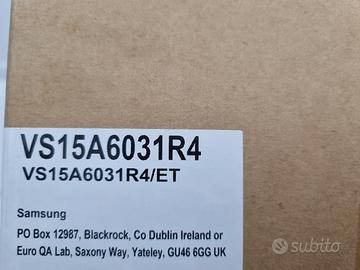 VS15A6031R4
VS15A6031R4/ET
Samsung
PO Box 12987, Blackrock, Co Dublin Ireland or
Euro QA Lab, Saxony Way, Yateley, GU46 6GG UK
subito